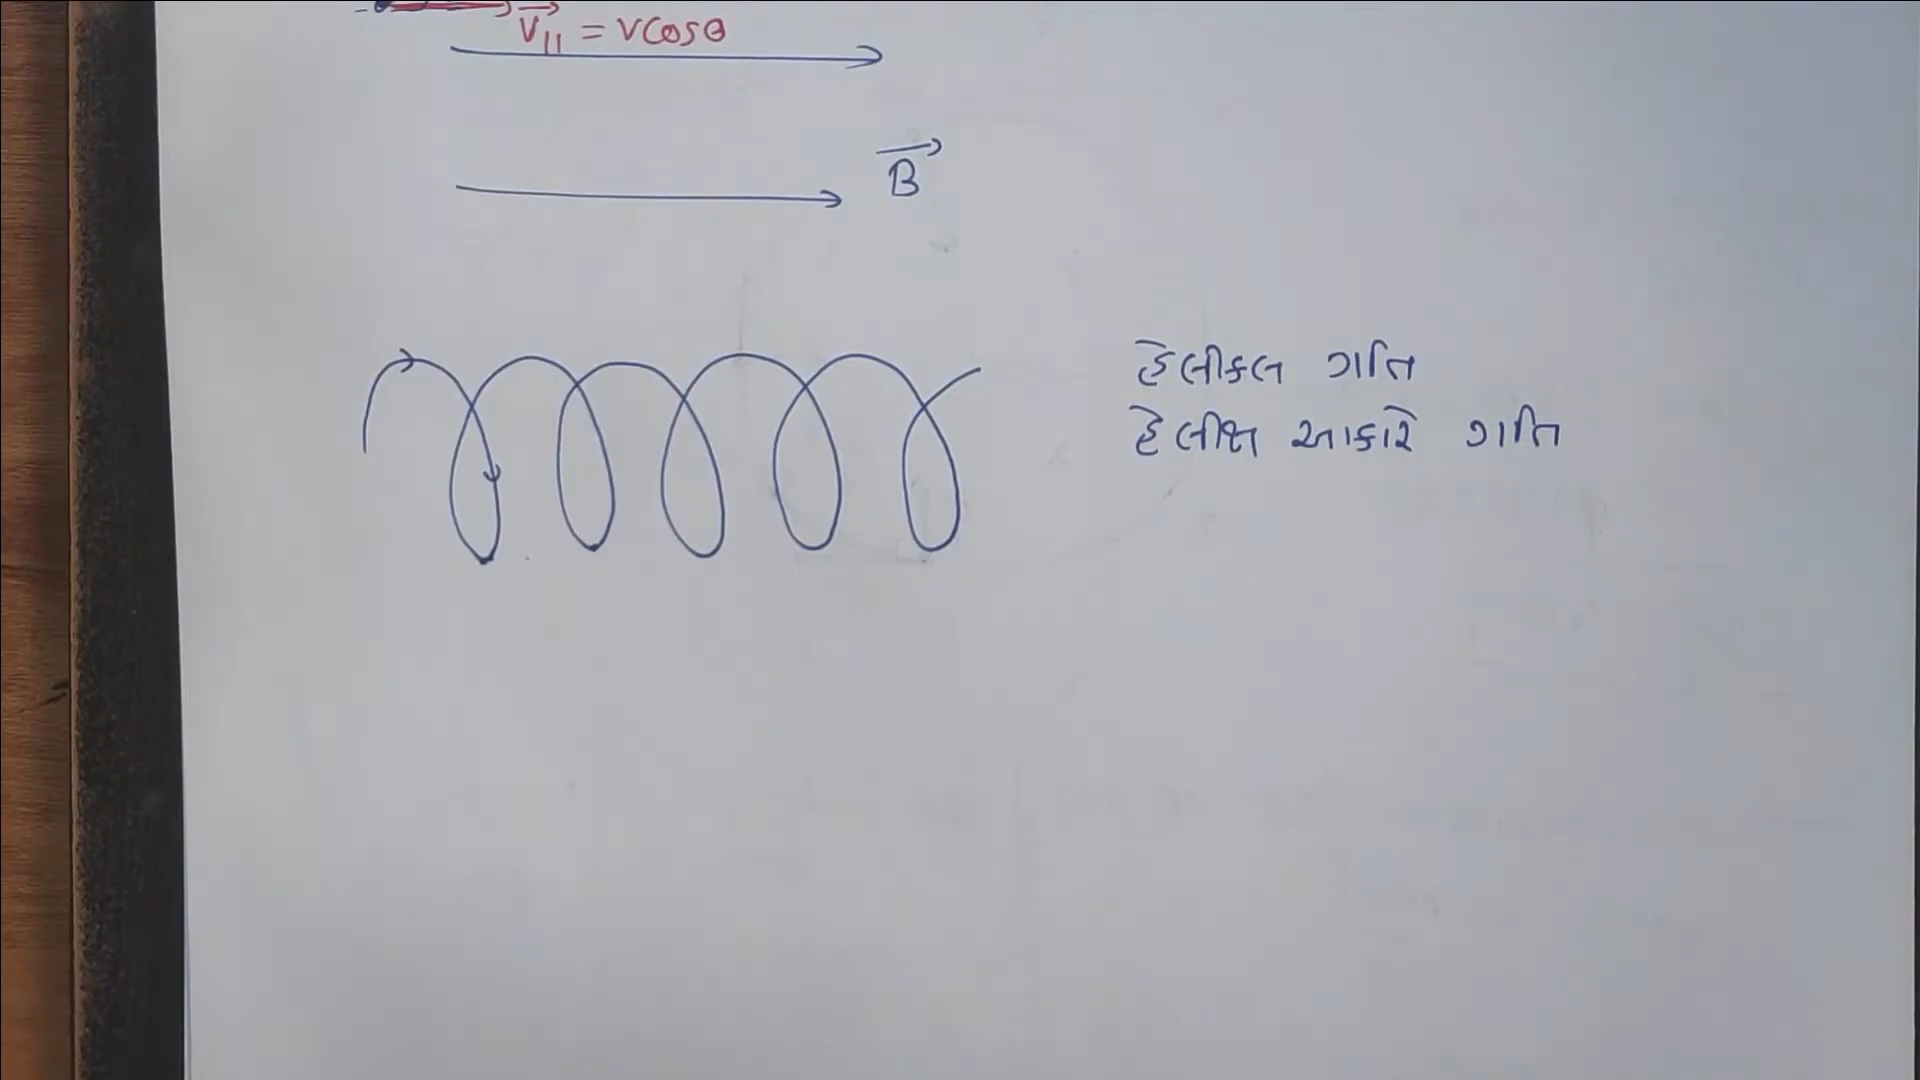 v⃗∥ = vcosθ
B⃗
હેલીકલ ગતિ
હેલીક્ષ આકારે ગતિ